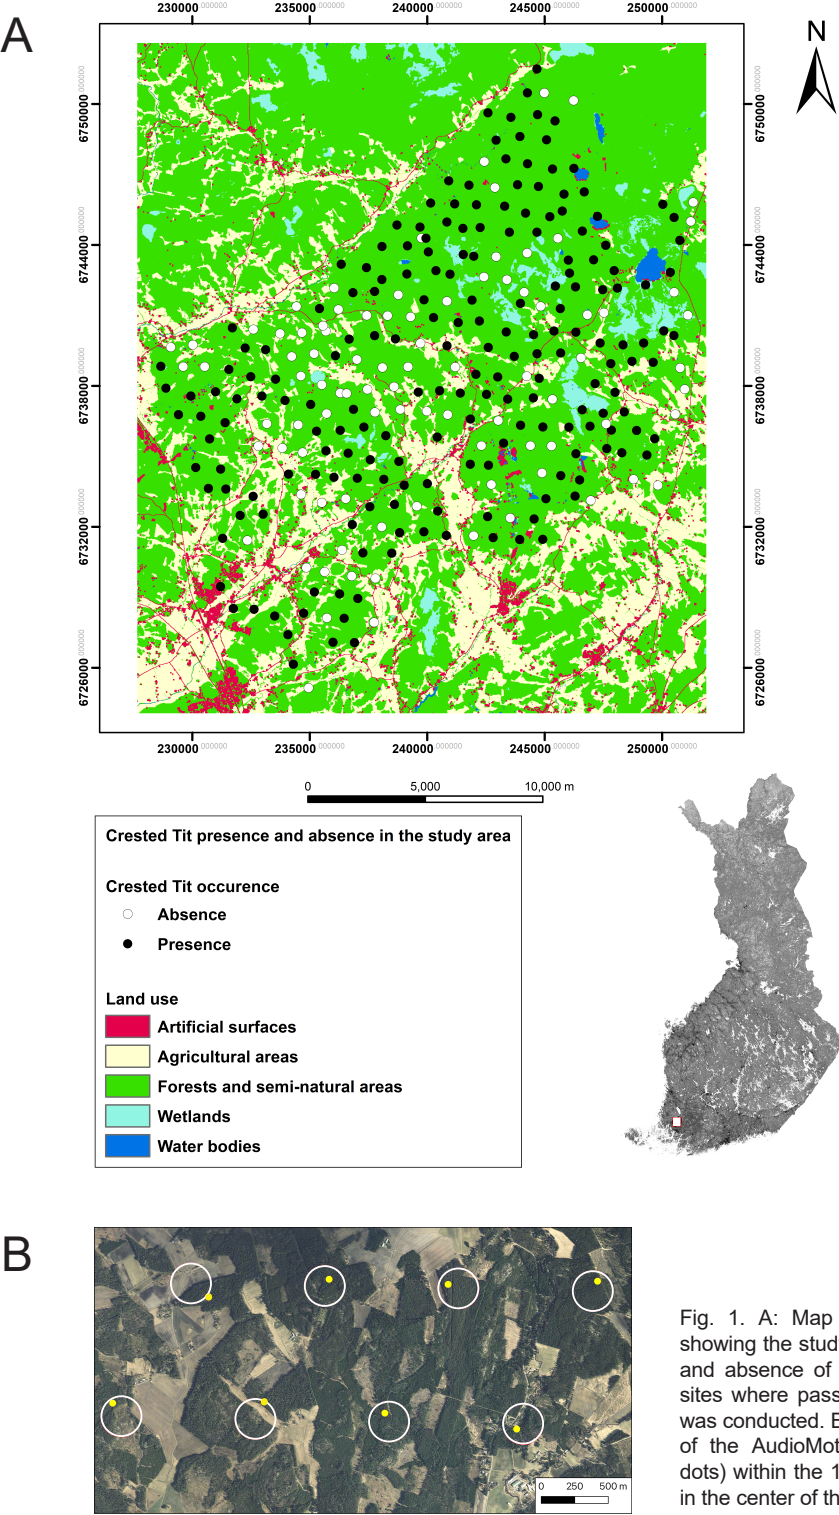 A
230000.000000 235000.000000 240000.000000 245000.000000 250000.000000
N
6750000.000000
6750000.000000
6744000.000000
6744000.000000
6738000.000000
6738000.000000
6732000.000000
6732000.000000
6726000.000000
6726000.000000
230000.000000 235000.000000 240000.000000 245000.000000 250000.000000
0 5,000 10,000 m
Crested Tit presence and absence in the study area
Crested Tit occurence
Absence
Presence
Land use
Artificial surfaces
Agricultural areas
Forests and semi-natural areas
Wetlands
Water bodies
B
0 250 500 m
Fig. 1. A: Map
showing the stud
and absence of
sites where pass
was conducted. B
of the AudioMot
dots) within the 1
in the center of th